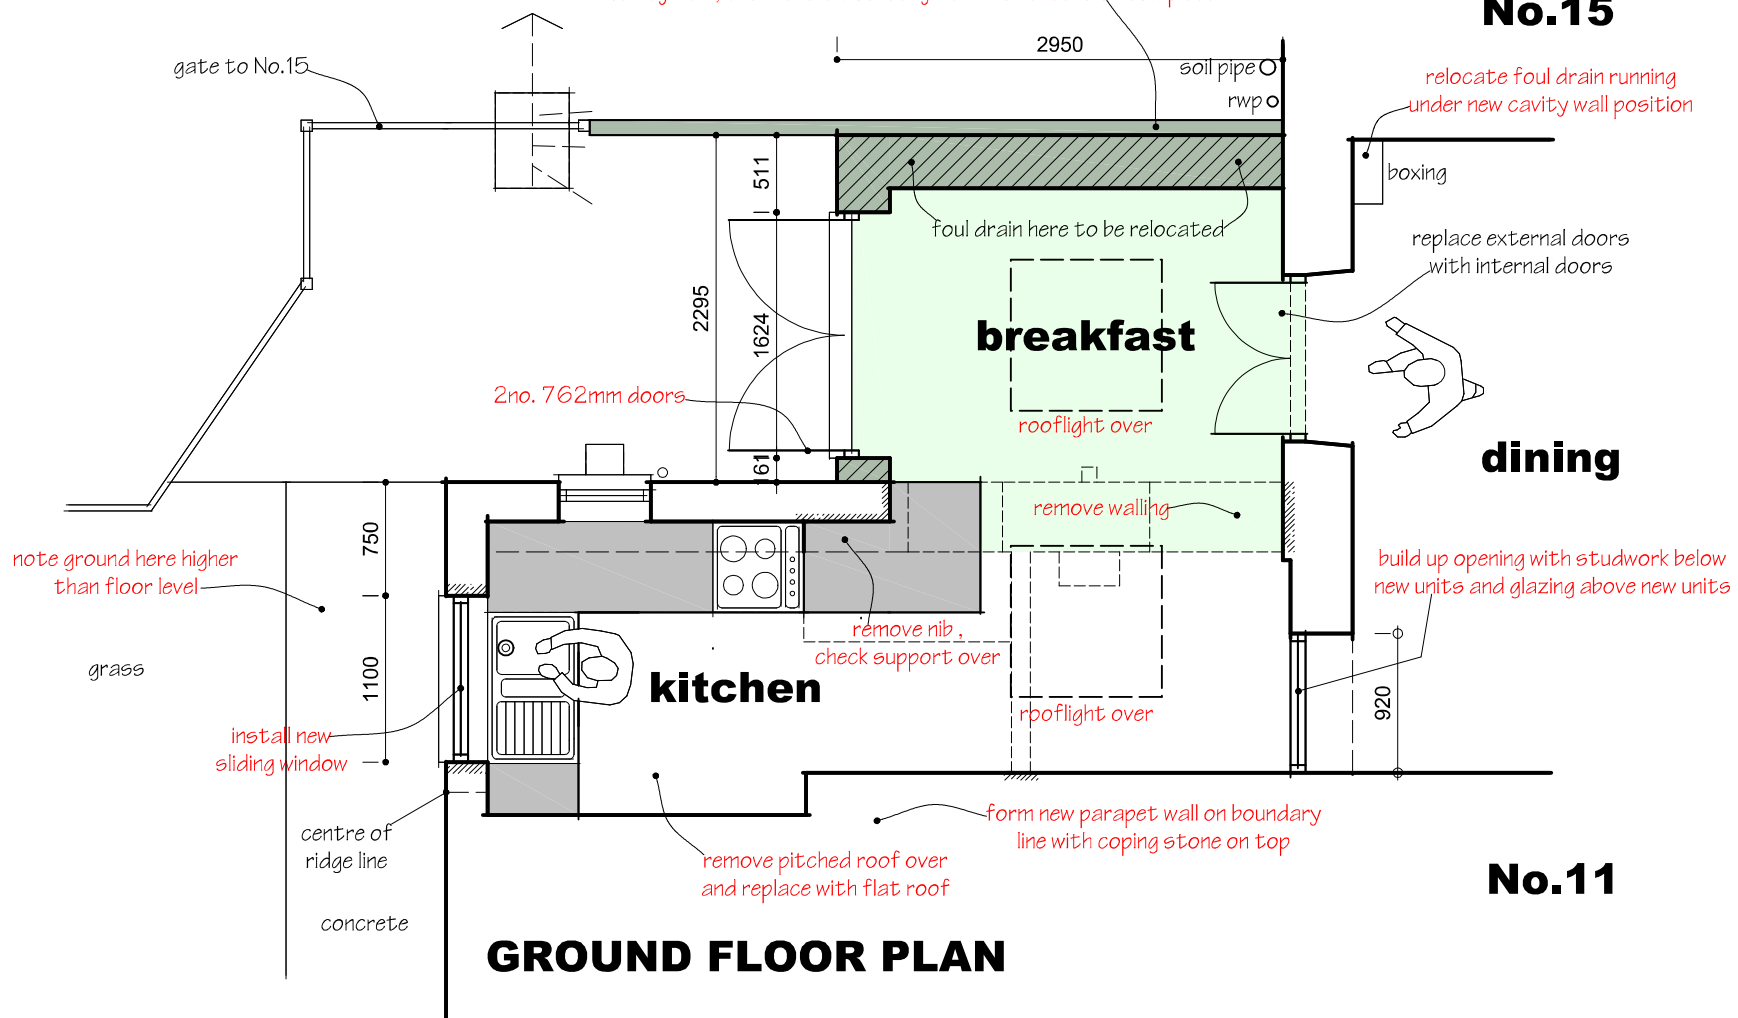 No.15
2950
soil pipe
rwp
gate to No.15
relocate foul drain running
under new cavity wall position
boxing
511
foul drain here to be relocated
replace external doors
with internal doors
2295
1624
breakfast
2no. 762mm doors
rooflight over
dining
161
remove walling
750
note ground here higher
than floor level
build up opening with studwork below
new units and glazing above new units
remove nib,
check support over
grass
1100
kitchen
920
rooflight over
install new
sliding window
form new parapet wall on boundary
line with coping stone on top
centre of
ridge line
remove pitched roof over
and replace with flat roof
No.11
concrete
GROUND FLOOR PLAN